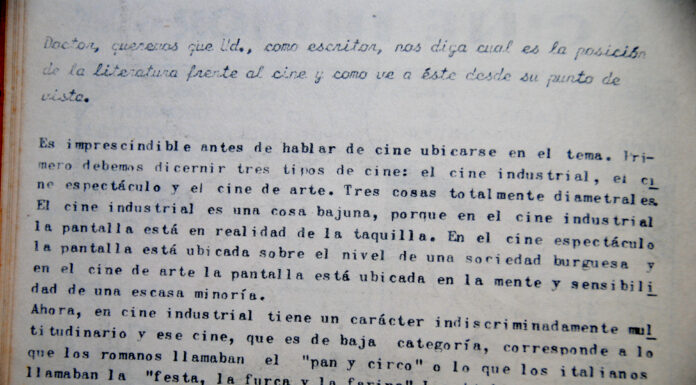 Doctor, queremos que Ud., como escritor, nos diga cual es la posición
de la literatura frente al cine y como ve a éste desde su punto de
vista.
Es imprescindible antes de hablar de cine ubicarse en el tema. Pri-
mero debemos dicernir tres tipos de cine: el cine industrial, el ci
ne espectáculo y el cine de arte. Tres cosas totalmente diametrales.
El cine industrial es una cosa bajuna, porque en el cine industrial
la pantalla está en realidad de la taquilla. En el cine espectáculo
la pantalla está ubicada sobre el nivel de una sociedad burguesa y
en el cine de arte la pantalla está ubicada en la mente y sensibili
dad de una escasa minoría.
Ahora, en cine industrial tiene un carácter indiscriminadamente mul
titudinario y ese cine, que es de baja categoría, corresponde a lo
que los romanos llamaban el "pan y circo" o lo que los italianos
llamaban la "festa, la furca y la farina"